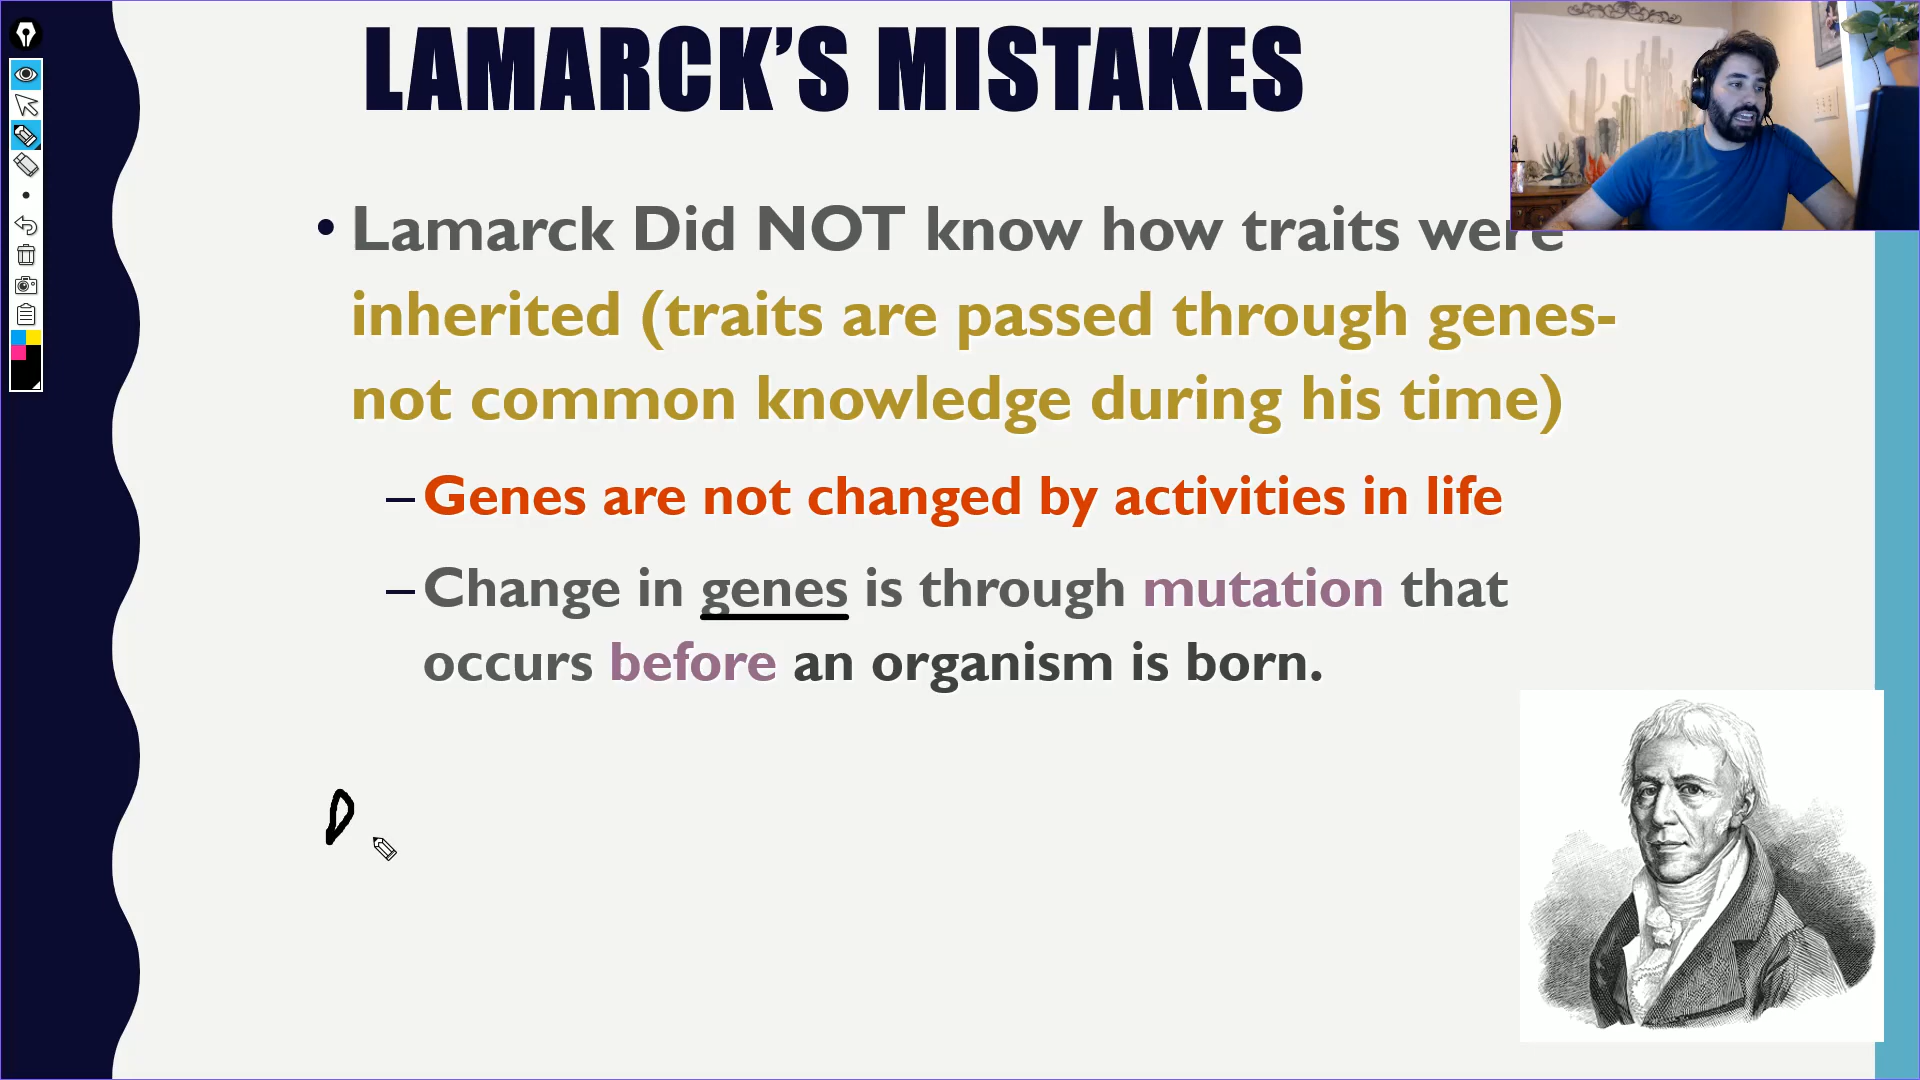 LAMARCK'S MISTAKES
• Lamarck Did NOT know how traits were
inherited (traits are passed through genes-
not common knowledge during his time)
–Genes are not changed by activities in life
–Change in genes is through mutation that
occurs before an organism is born.